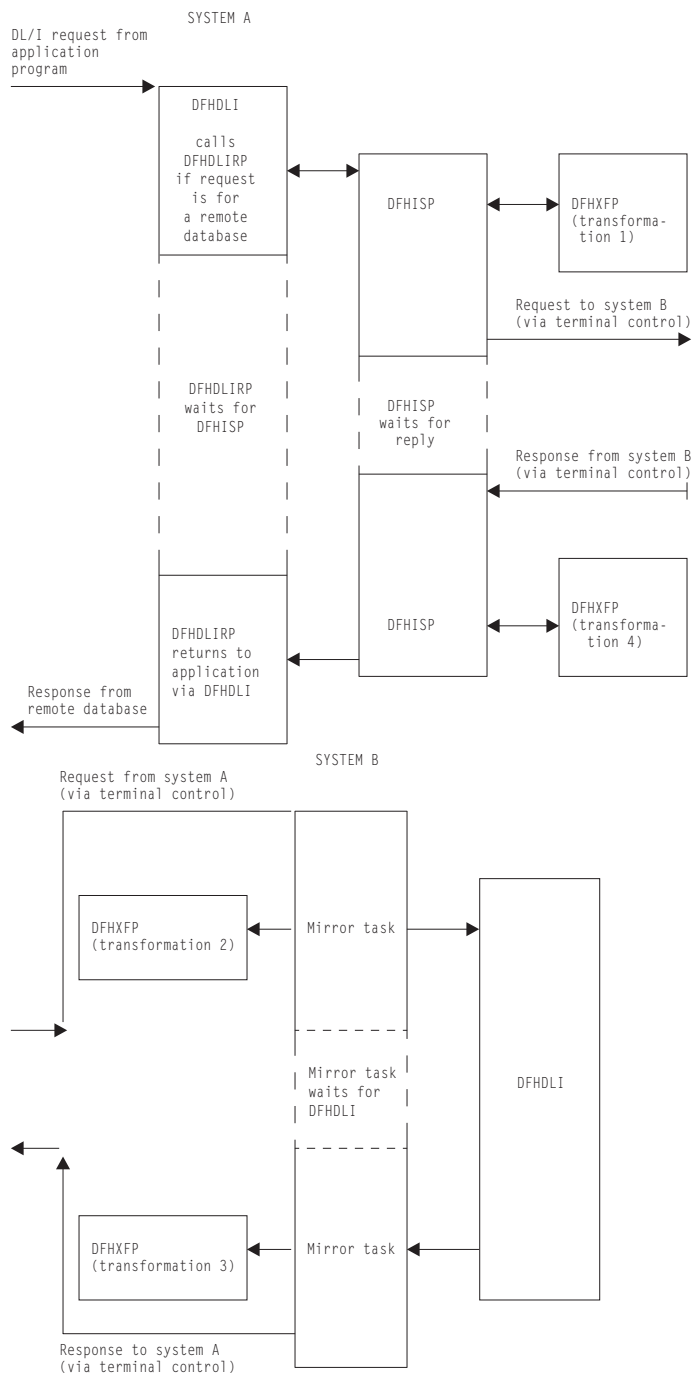 SYSTEM A
DL/I request from
application
program
DFHDLI
calls
DFHDLIRP
if request
is for
a remote
database
DFHISP
DFHXFP
(transforma-
tion 1)
Request to system B
(via terminal control)
DFHDLIRP
waits for
DFHISP
DFHISP
waits for
reply
Response from system B
(via terminal control)
DFHDLIRP
returns to
application
via DFHDLI
DFHISP
DFHXFP
(transforma-
tion 4)
Response from
remote database
SYSTEM B
Request from system A
(via terminal control)
DFHXFP
(transformation 2)
Mirror task
Mirror task
waits for
DFHDLI
DFHDLI
DFHXFP
(transformation 3)
Mirror task
Response to system A
(via terminal control)